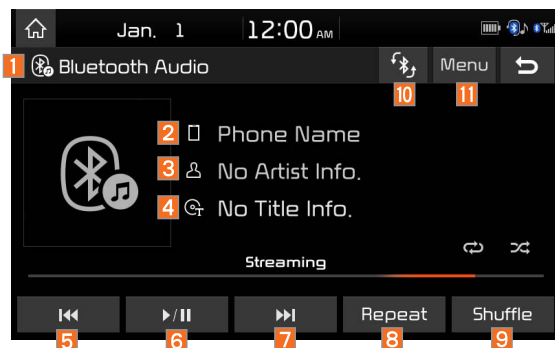 Jan. 1 12:00 AM
1 Bluetooth Audio 10 Menu 11
2 Phone Name
3 No Artist Info.
4 No Title Info.
Streaming
Repeat Shuffle
5 6 7 8 9